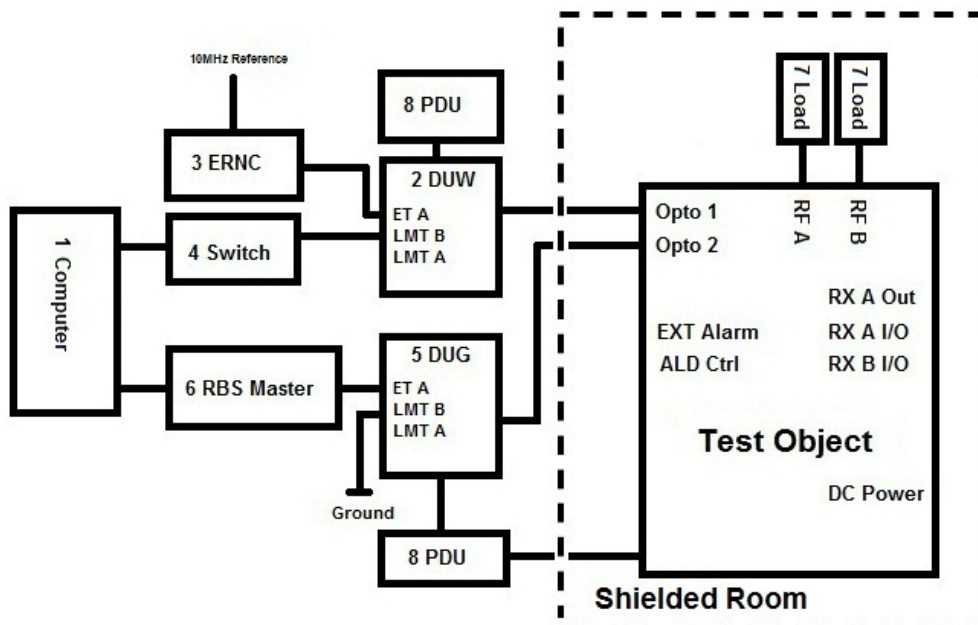 10MHz Reference
8 PDU
7 Load
7 Load
3 ERNC
2 DUW
ET A
LMT B
LMT A
4 Switch
1 Computer
Opto 1
Opto 2
RF A
RF B
RX A Out
EXT Alarm
RX A I/O
ALD Ctrl
RX B I/O
5 DUG
ET A
LMT B
LMT A
6 RBS Master
Test Object
DC Power
Ground
8 PDU
Shielded Room